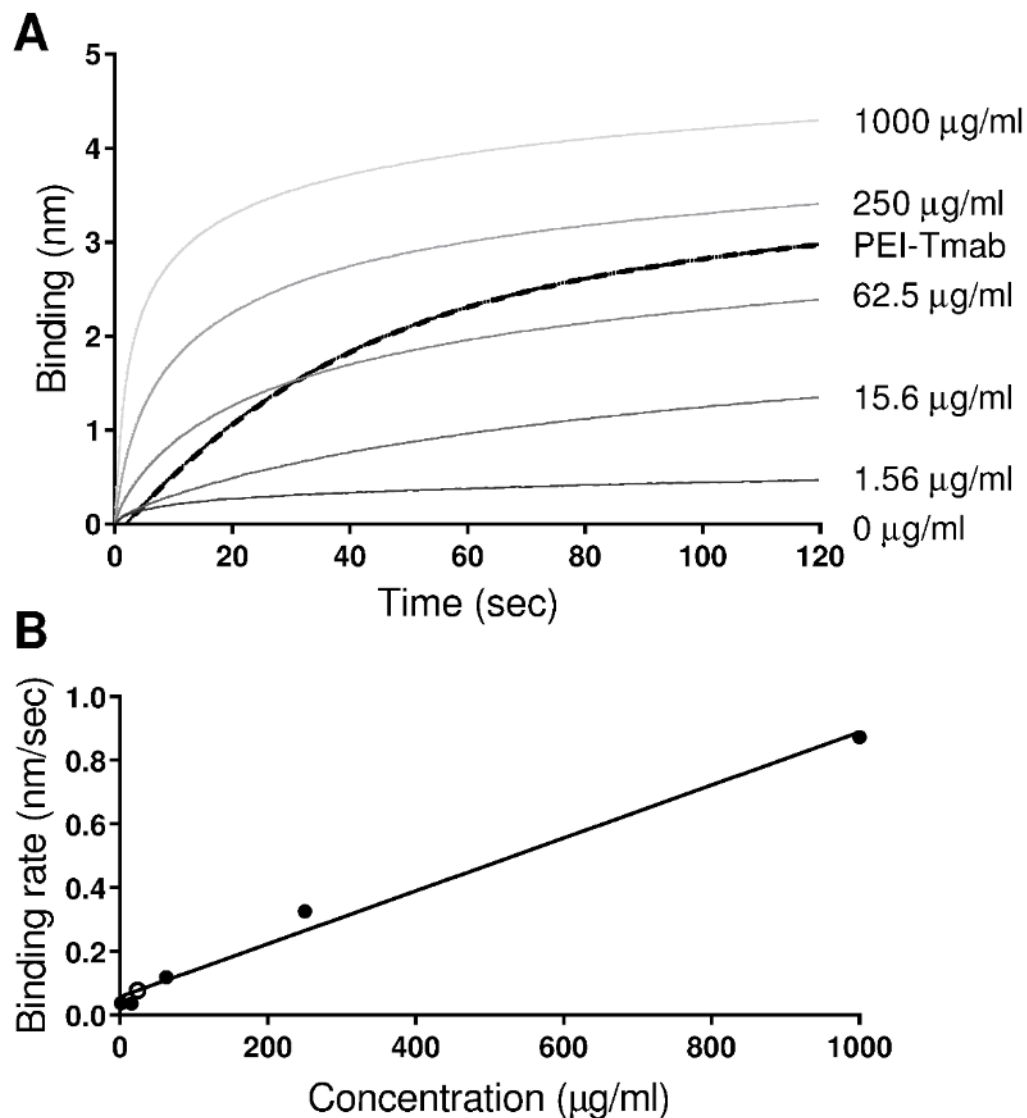 A
5
4
3
2
1
0
Binding (nm)
1000 μg/ml
250 μg/ml
PEI-Tmab
62.5 μg/ml
15.6 μg/ml
1.56 μg/ml
0 μg/ml
0 20 40 60 80 100 120
Time (sec)
B
1.0
0.8
0.6
0.4
0.2
0.0
Binding rate (nm/sec)
0 200 400 600 800 1000
Concentration (μg/ml)